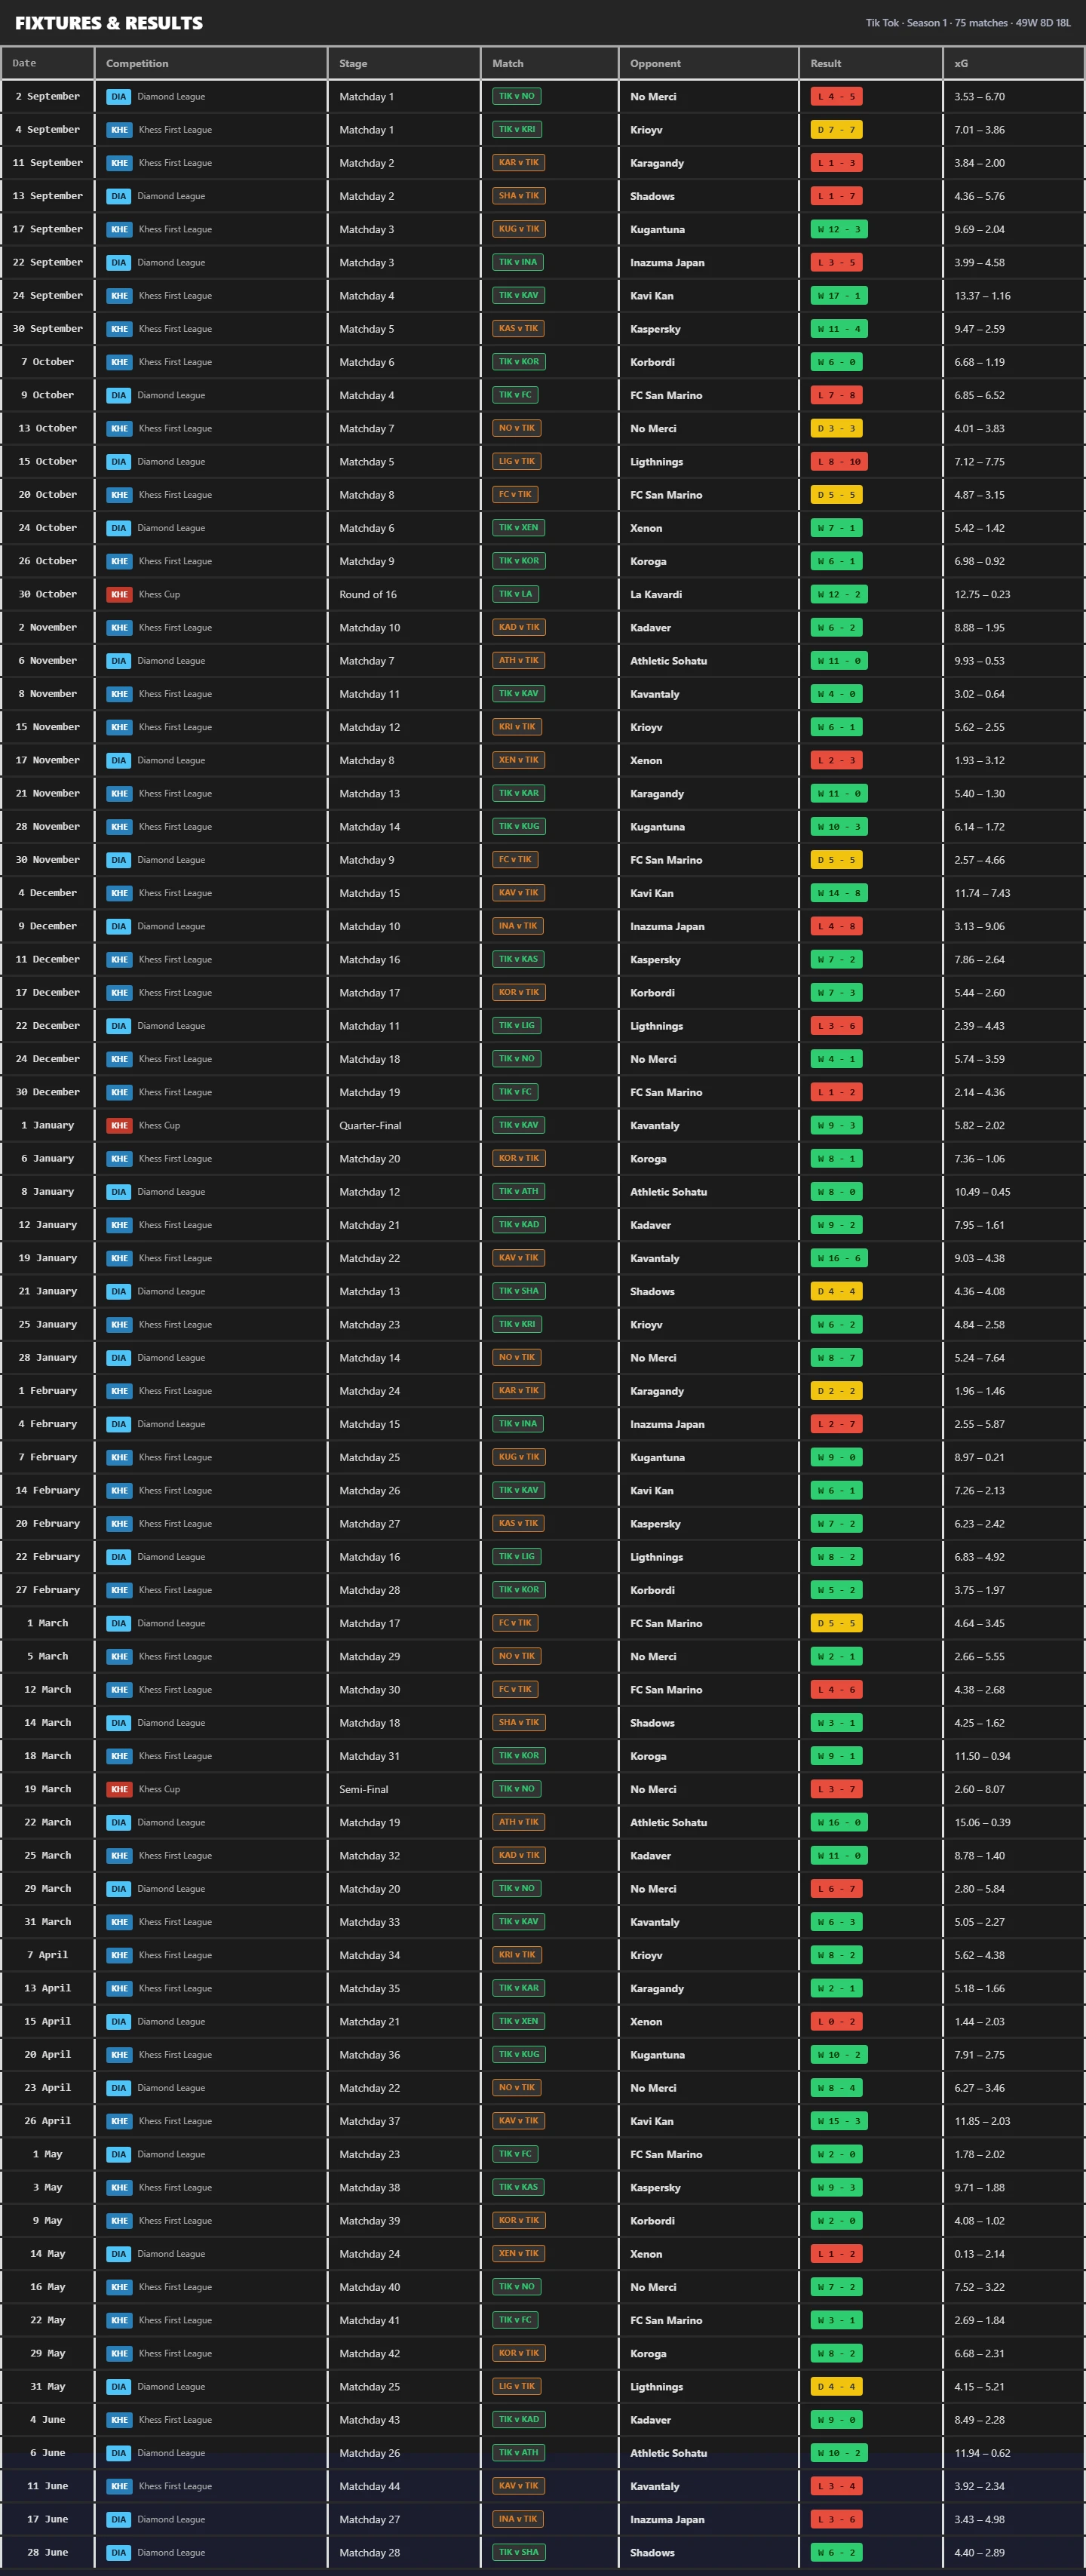 FIXTURES & RESULTS
Tik Tok · Season 1 · 75 matches · 49W 8D 18L
Date Competition Stage Match Opponent Result xG
2 September DIA Diamond League Matchday 1 TIK v NO No Merci L 4 - 5 3.53 – 6.70
4 September KHE Khess First League Matchday 1 TIK v KRI Krioyv D 7 - 7 7.01 – 3.86
11 September KHE Khess First League Matchday 2 KAR v TIK Karagandy L 1 - 3 3.84 – 2.00
13 September DIA Diamond League Matchday 2 SHA v TIK Shadows L 1 - 7 4.36 – 5.76
17 September KHE Khess First League Matchday 3 KUG v TIK Kugantuna W 12 - 3 9.69 – 2.04
22 September DIA Diamond League Matchday 3 TIK v INA Inazuma Japan L 3 - 5 3.99 – 4.58
24 September KHE Khess First League Matchday 4 TIK v KAV Kavi Kan W 17 - 1 13.37 – 1.16
30 September KHE Khess First League Matchday 5 KAS v TIK Kaspersky W 11 - 4 9.47 – 2.59
7 October KHE Khess First League Matchday 6 TIK v KOR Korbordi W 6 - 0 6.68 – 1.19
9 October DIA Diamond League Matchday 4 TIK v FC FC San Marino L 7 - 8 6.85 – 6.52
13 October KHE Khess First League Matchday 7 NO v TIK No Merci D 3 - 3 4.01 – 3.83
15 October DIA Diamond League Matchday 5 LIG v TIK Ligthnings L 8 - 10 7.12 – 7.75
20 October KHE Khess First League Matchday 8 FC v TIK FC San Marino D 5 - 5 4.87 – 3.15
24 October DIA Diamond League Matchday 6 TIK v XEN Xenon W 7 - 1 5.42 – 1.42
26 October KHE Khess First League Matchday 9 TIK v KOR Koroga W 6 - 1 6.98 – 0.92
30 October KHE Khess Cup Round of 16 TIK v LA La Kavardi W 12 - 2 12.75 – 0.23
2 November KHE Khess First League Matchday 10 KAD v TIK Kadaver W 6 - 2 8.88 – 1.95
6 November DIA Diamond League Matchday 7 ATH v TIK Athletic Sohatu W 11 - 0 9.93 – 0.53
8 November KHE Khess First League Matchday 11 TIK v KAV Kavantaly W 4 - 0 3.02 – 0.64
15 November KHE Khess First League Matchday 12 KRI v TIK Krioyv W 6 - 1 5.62 – 2.55
17 November DIA Diamond League Matchday 8 XEN v TIK Xenon L 2 - 3 1.93 – 3.12
21 November KHE Khess First League Matchday 13 TIK v KAR Karagandy W 11 - 0 5.40 – 1.30
28 November KHE Khess First League Matchday 14 TIK v KUG Kugantuna W 10 - 3 6.14 – 1.72
30 November DIA Diamond League Matchday 9 FC v TIK FC San Marino D 5 - 5 2.57 – 4.66
4 December KHE Khess First League Matchday 15 KAV v TIK Kavi Kan W 14 - 8 11.74 – 7.43
9 December DIA Diamond League Matchday 10 INA v TIK Inazuma Japan L 4 - 8 3.13 – 9.06
11 December KHE Khess First League Matchday 16 TIK v KAS Kaspersky W 7 - 2 7.86 – 2.64
17 December KHE Khess First League Matchday 17 KOR v TIK Korbordi W 7 - 3 5.44 – 2.60
22 December DIA Diamond League Matchday 11 TIK v LIG Ligthnings L 3 - 6 2.39 – 4.43
24 December KHE Khess First League Matchday 18 TIK v NO No Merci W 4 - 1 5.74 – 3.59
30 December KHE Khess First League Matchday 19 TIK v FC FC San Marino L 1 - 2 2.14 – 4.36
1 January KHE Khess Cup Quarter-Final TIK v KAV Kavantaly W 9 - 3 5.82 – 2.02
6 January KHE Khess First League Matchday 20 KOR v TIK Koroga W 8 - 1 7.36 – 1.06
8 January DIA Diamond League Matchday 12 TIK v ATH Athletic Sohatu W 8 - 0 10.49 – 0.45
12 January KHE Khess First League Matchday 21 TIK v KAD Kadaver W 9 - 2 7.95 – 1.61
19 January KHE Khess First League Matchday 22 KAV v TIK Kavantaly W 16 - 6 9.03 – 4.38
21 January DIA Diamond League Matchday 13 TIK v SHA Shadows D 4 - 4 4.36 – 4.08
25 January KHE Khess First League Matchday 23 TIK v KRI Krioyv W 6 - 2 4.84 – 2.58
28 January DIA Diamond League Matchday 14 NO v TIK No Merci W 8 - 7 5.24 – 7.64
1 February KHE Khess First League Matchday 24 KAR v TIK Karagandy D 2 - 2 1.96 – 1.46
4 February DIA Diamond League Matchday 15 TIK v INA Inazuma Japan L 2 - 7 2.55 – 5.87
7 February KHE Khess First League Matchday 25 KUG v TIK Kugantuna W 9 - 0 8.97 – 0.21
14 February KHE Khess First League Matchday 26 TIK v KAV Kavi Kan W 6 - 1 7.26 – 2.13
20 February KHE Khess First League Matchday 27 KAS v TIK Kaspersky W 7 - 2 6.23 – 2.42
22 February DIA Diamond League Matchday 16 TIK v LIG Ligthnings W 8 - 2 6.83 – 4.92
27 February KHE Khess First League Matchday 28 TIK v KOR Korbordi W 5 - 2 3.75 – 1.97
1 March DIA Diamond League Matchday 17 FC v TIK FC San Marino D 5 - 5 4.64 – 3.45
5 March KHE Khess First League Matchday 29 NO v TIK No Merci W 2 - 1 2.66 – 5.55
12 March KHE Khess First League Matchday 30 FC v TIK FC San Marino L 4 - 6 4.38 – 2.68
14 March DIA Diamond League Matchday 18 SHA v TIK Shadows W 3 - 1 4.25 – 1.62
18 March KHE Khess First League Matchday 31 TIK v KOR Koroga W 9 - 1 11.50 – 0.94
19 March KHE Khess Cup Semi-Final TIK v NO No Merci L 3 - 7 2.60 – 8.07
22 March DIA Diamond League Matchday 19 ATH v TIK Athletic Sohatu W 16 - 0 15.06 – 0.39
25 March KHE Khess First League Matchday 32 KAD v TIK Kadaver W 11 - 0 8.78 – 1.40
29 March DIA Diamond League Matchday 20 TIK v NO No Merci L 6 - 7 2.80 – 5.84
31 March KHE Khess First League Matchday 33 TIK v KAV Kavantaly W 6 - 3 5.05 – 2.27
7 April KHE Khess First League Matchday 34 KRI v TIK Krioyv W 8 - 2 5.62 – 4.38
13 April KHE Khess First League Matchday 35 TIK v KAR Karagandy W 2 - 1 5.18 – 1.66
15 April DIA Diamond League Matchday 21 TIK v XEN Xenon L 0 - 2 1.44 – 2.03
20 April KHE Khess First League Matchday 36 TIK v KUG Kugantuna W 10 - 2 7.91 – 2.75
23 April DIA Diamond League Matchday 22 NO v TIK No Merci W 8 - 4 6.27 – 3.46
26 April KHE Khess First League Matchday 37 KAV v TIK Kavi Kan W 15 - 3 11.85 – 2.03
1 May DIA Diamond League Matchday 23 TIK v FC FC San Marino W 2 - 0 1.78 – 2.02
3 May KHE Khess First League Matchday 38 TIK v KAS Kaspersky W 9 - 3 9.71 – 1.88
9 May KHE Khess First League Matchday 39 KOR v TIK Korbordi W 2 - 0 4.08 – 1.02
14 May DIA Diamond League Matchday 24 XEN v TIK Xenon L 1 - 2 0.13 – 2.14
16 May KHE Khess First League Matchday 40 TIK v NO No Merci W 7 - 2 7.52 – 3.22
22 May KHE Khess First League Matchday 41 TIK v FC FC San Marino W 3 - 1 2.69 – 1.84
29 May KHE Khess First League Matchday 42 KOR v TIK Koroga W 8 - 2 6.68 – 2.31
31 May DIA Diamond League Matchday 25 LIG v TIK Ligthnings D 4 - 4 4.15 – 5.21
4 June KHE Khess First League Matchday 43 TIK v KAD Kadaver W 9 - 0 8.49 – 2.28
6 June DIA Diamond League Matchday 26 TIK v ATH Athletic Sohatu W 10 - 2 11.94 – 0.62
11 June KHE Khess First League Matchday 44 KAV v TIK Kavantaly L 3 - 4 3.92 – 2.34
17 June DIA Diamond League Matchday 27 INA v TIK Inazuma Japan L 3 - 6 3.43 – 4.98
28 June DIA Diamond League Matchday 28 TIK v SHA Shadows W 6 - 2 4.40 – 2.89